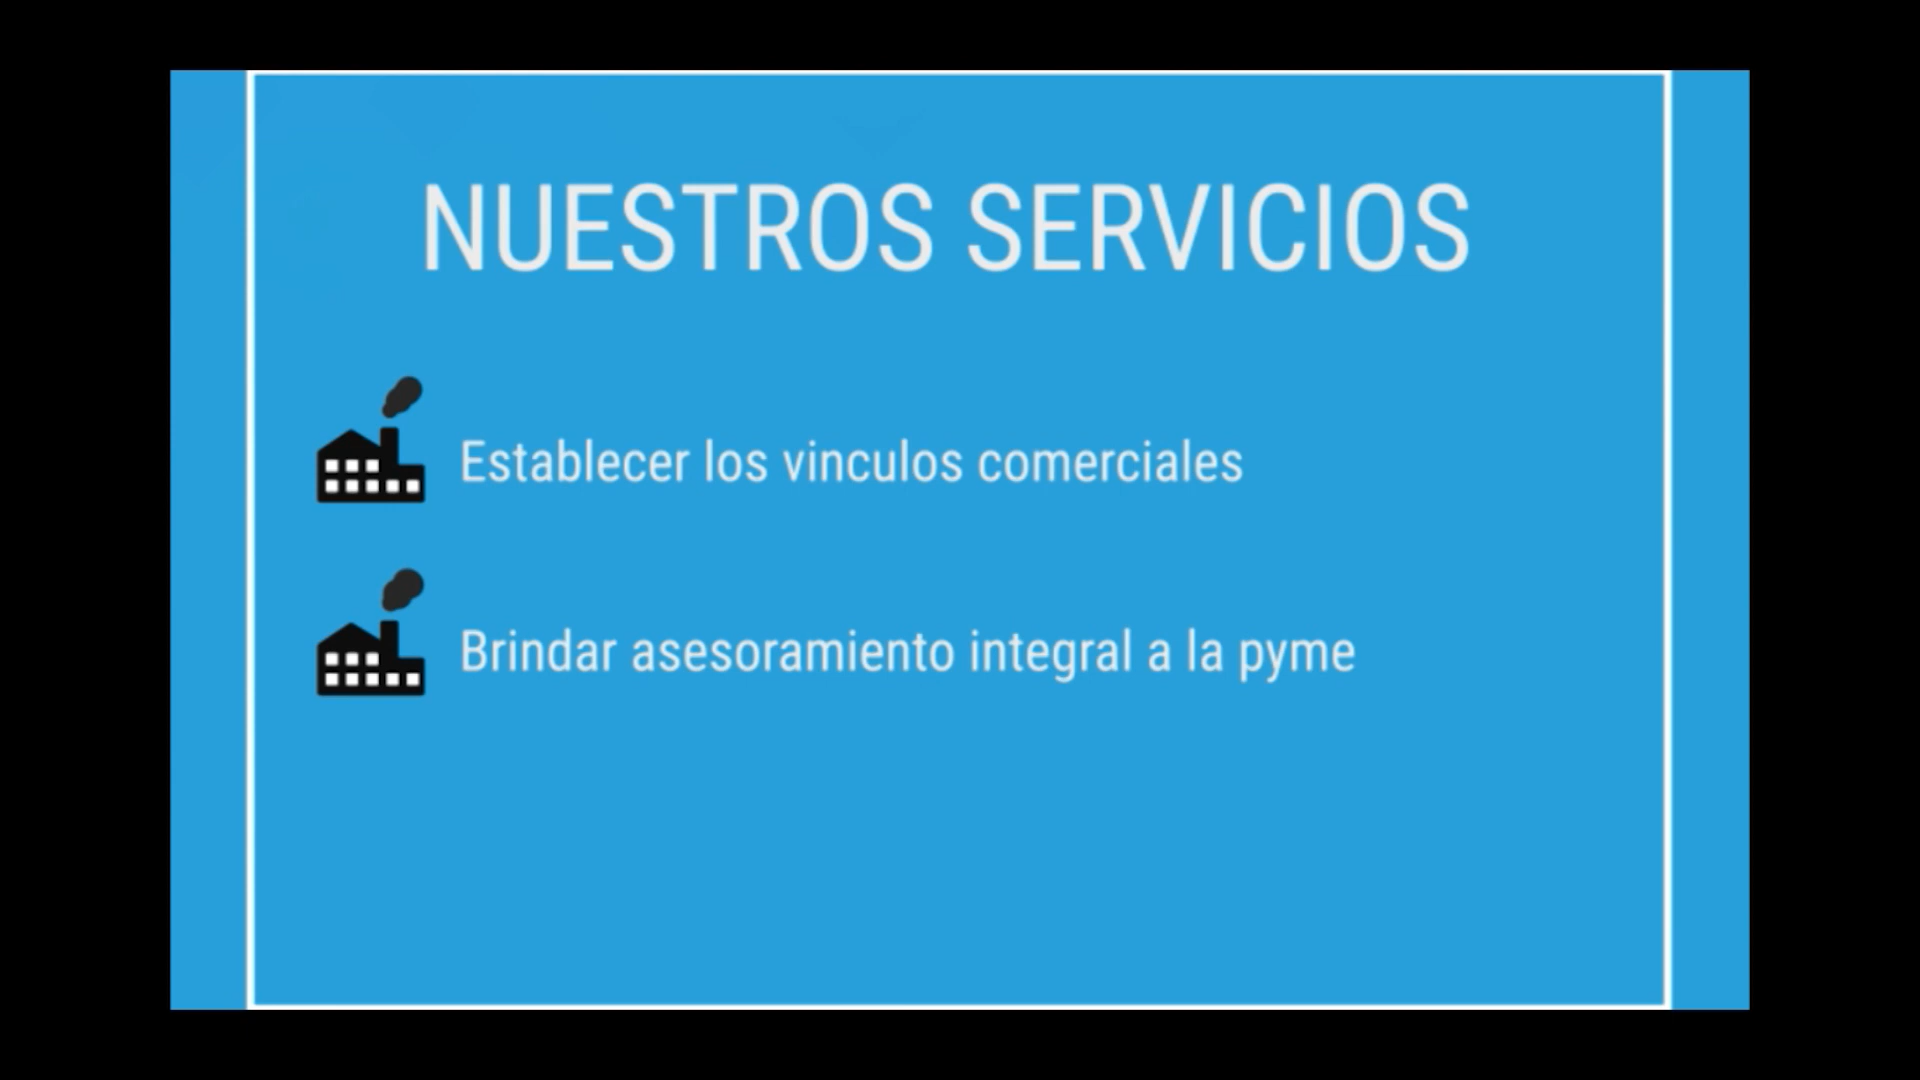 NUESTROS SERVICIOS
Establecer los vinculos comerciales
Brindar asesoramiento integral a la pyme